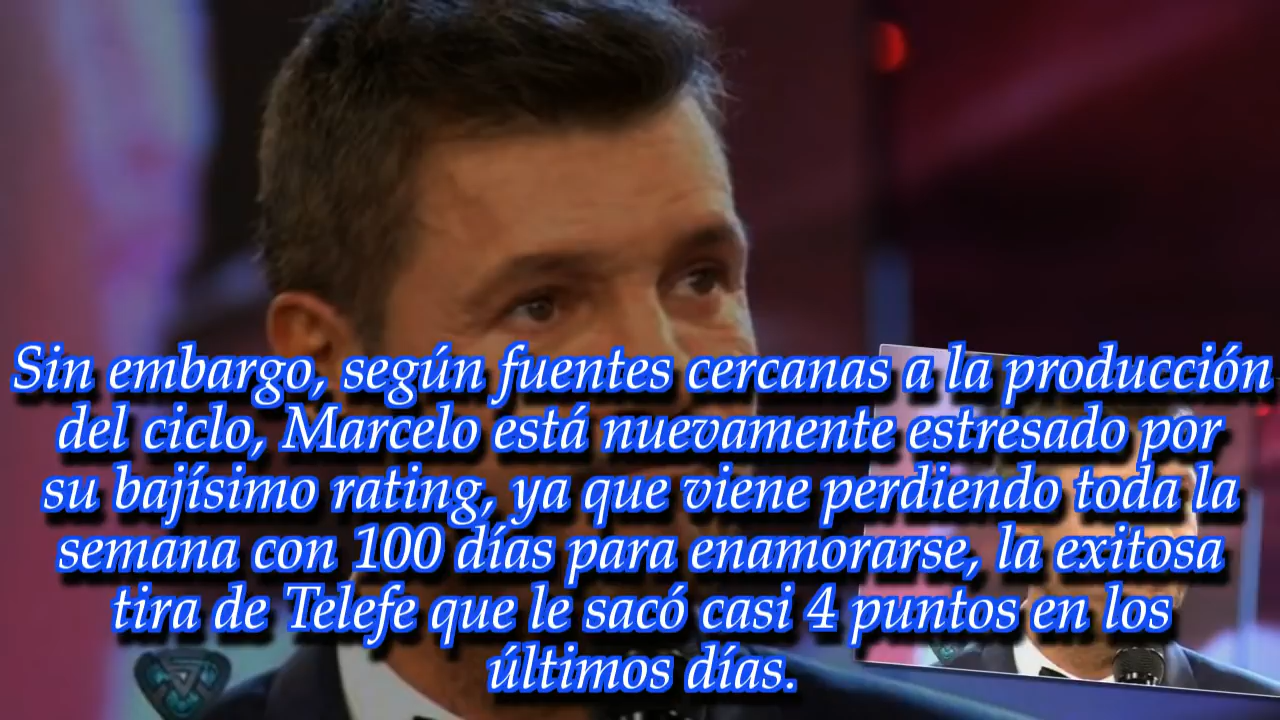 Sin embargo, según fuentes cercanas a la producción
del ciclo, Marcelo está nuevamente estresado por
su bajísimo rating, ya que viene perdiendo toda la
semana con 100 días para enamorarse, la exitosa
tira de Telefe que le sacó casi 4 puntos en los
últimos días.